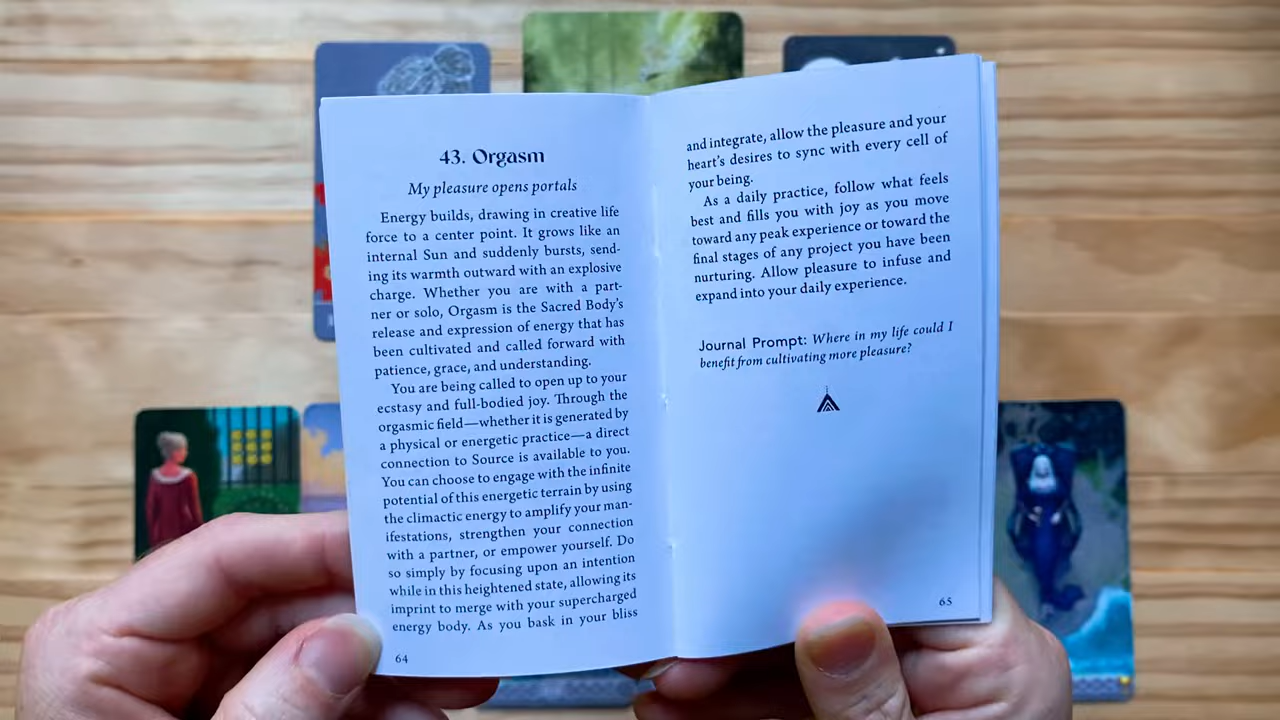 43. Orgasm
My pleasure opens portals
Energy builds, drawing in creative life
force to a center point. It grows like an
internal Sun and suddenly bursts, send-
ing its warmth outward with an explosive
charge. Whether you are with a part-
ner or solo, Orgasm is the Sacred Body's
release and expression of energy that has
been cultivated and called forward with
patience, grace, and understanding.
You are being called to open up to your
ecstasy and full-bodied joy. Through the
orgasmic field—whether it is generated by
a physical or energetic practice—a direct
connection to Source is available to you.
You can choose to engage with the infinite
potential of this energetic terrain by using
the climactic energy to amplify your man-
ifestations, strengthen your connection
with a partner, or empower yourself. Do
so simply by focusing upon an intention
while in this heightened state, allowing its
imprint to merge with your supercharged
energy body. As you bask in your bliss
64
and integrate, allow the pleasure and your
heart's desires to sync with every cell of
your being.
As a daily practice, follow what feels
best and fills you with joy as you move
toward any peak experience or toward the
final stages of any project you have been
nurturing. Allow pleasure to infuse and
expand into your daily experience.
Journal Prompt: Where in my life could I
benefit from cultivating more pleasure?
65